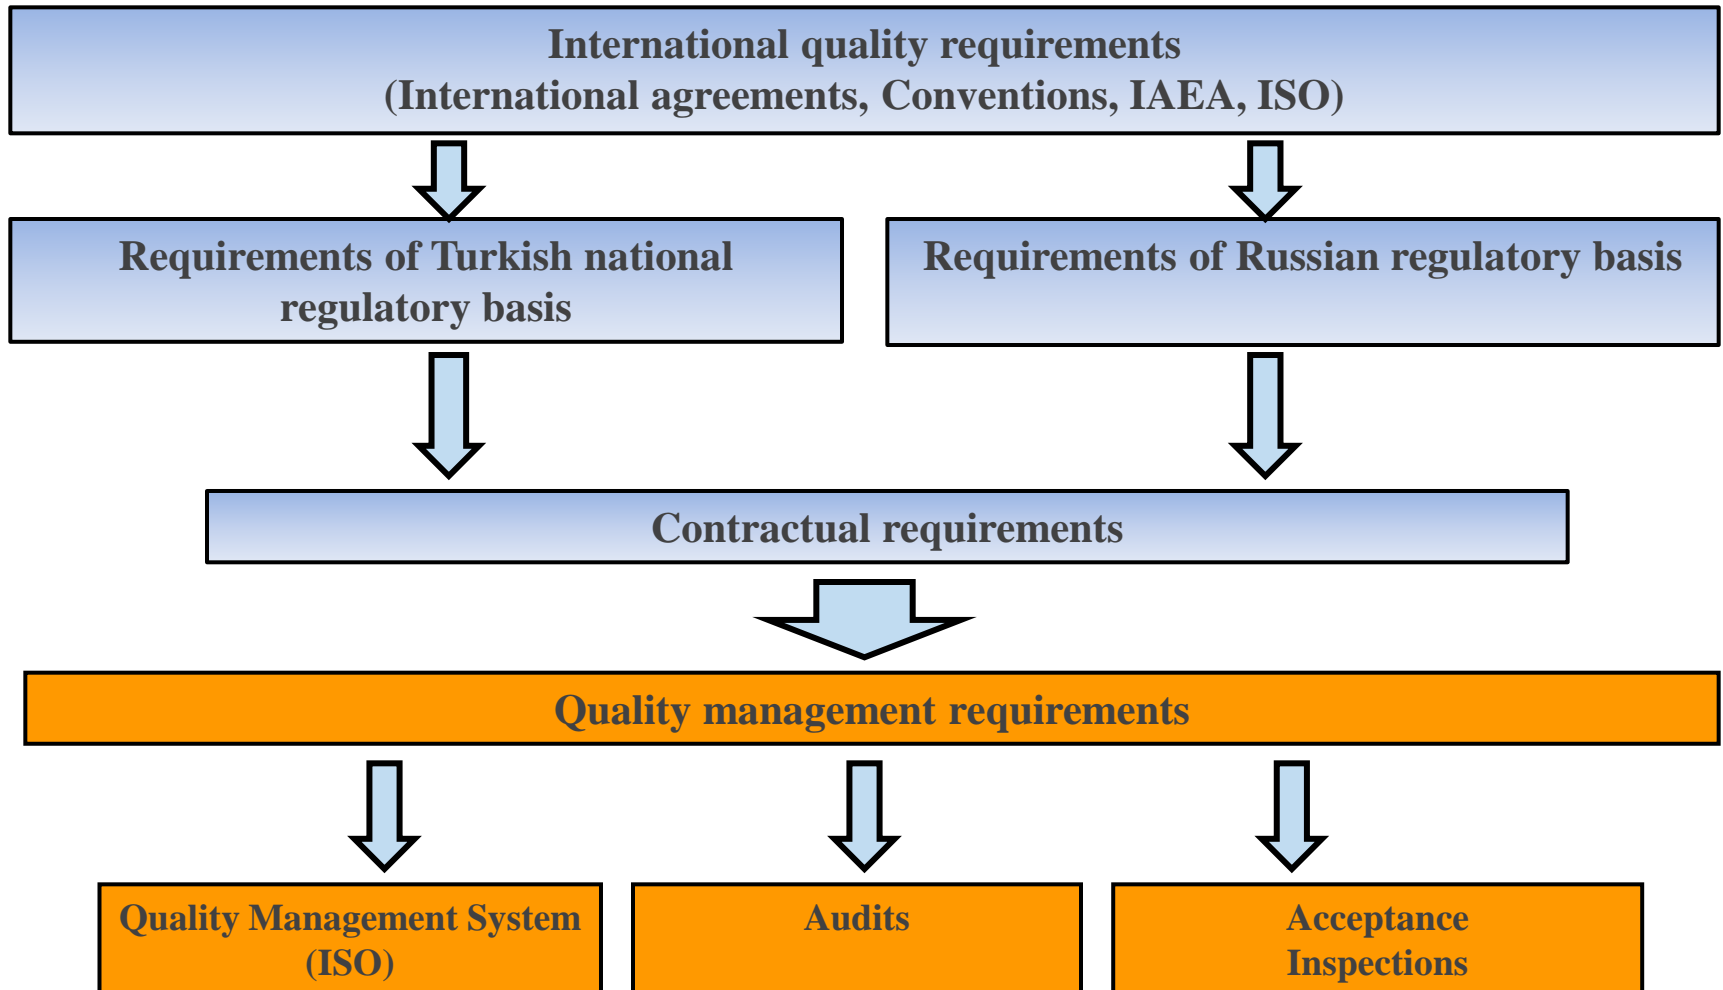 International quality requirements
(International agreements, Conventions, IAEA, ISO)
Requirements of Turkish national
regulatory basis
Requirements of Russian regulatory basis
Contractual requirements
Quality management requirements
Quality Management System
(ISO)
Audits
Acceptance
Inspections